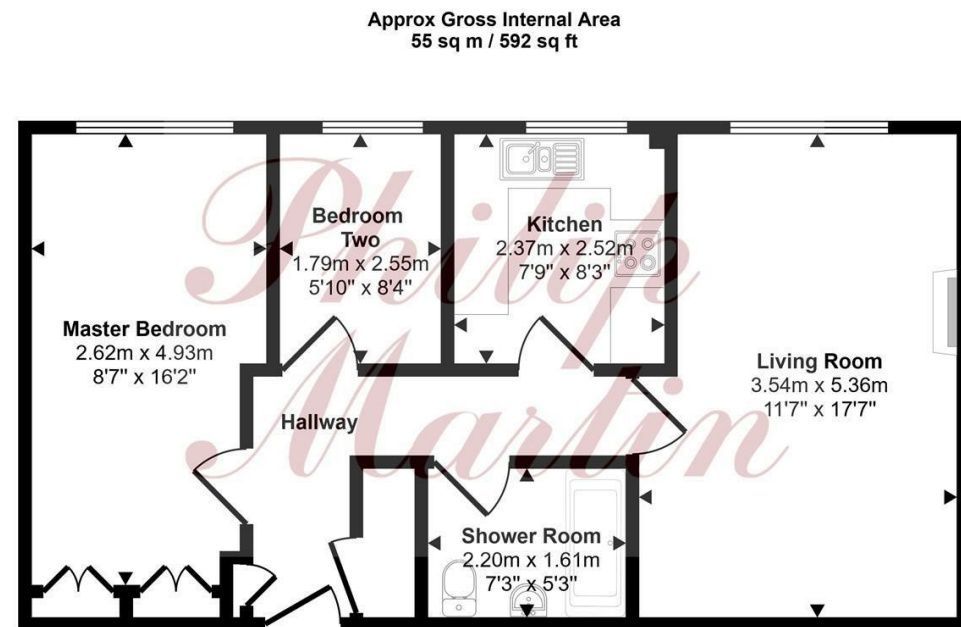 Approx Gross Internal Area
55 sq m / 592 sq ft
Philip
Martin
Master Bedroom
2.62m x 4.93m
8'7" x 16'2"
Bedroom
Two
1.79m x 2.55m
5'10" x 8'4"
Kitchen
2.37m x 2.52m
7'9" x 8'3"
Living Room
3.54m x 5.36m
11'7" x 17'7"
Hallway
Shower Room
2.20m x 1.61m
7'3" x 5'3"